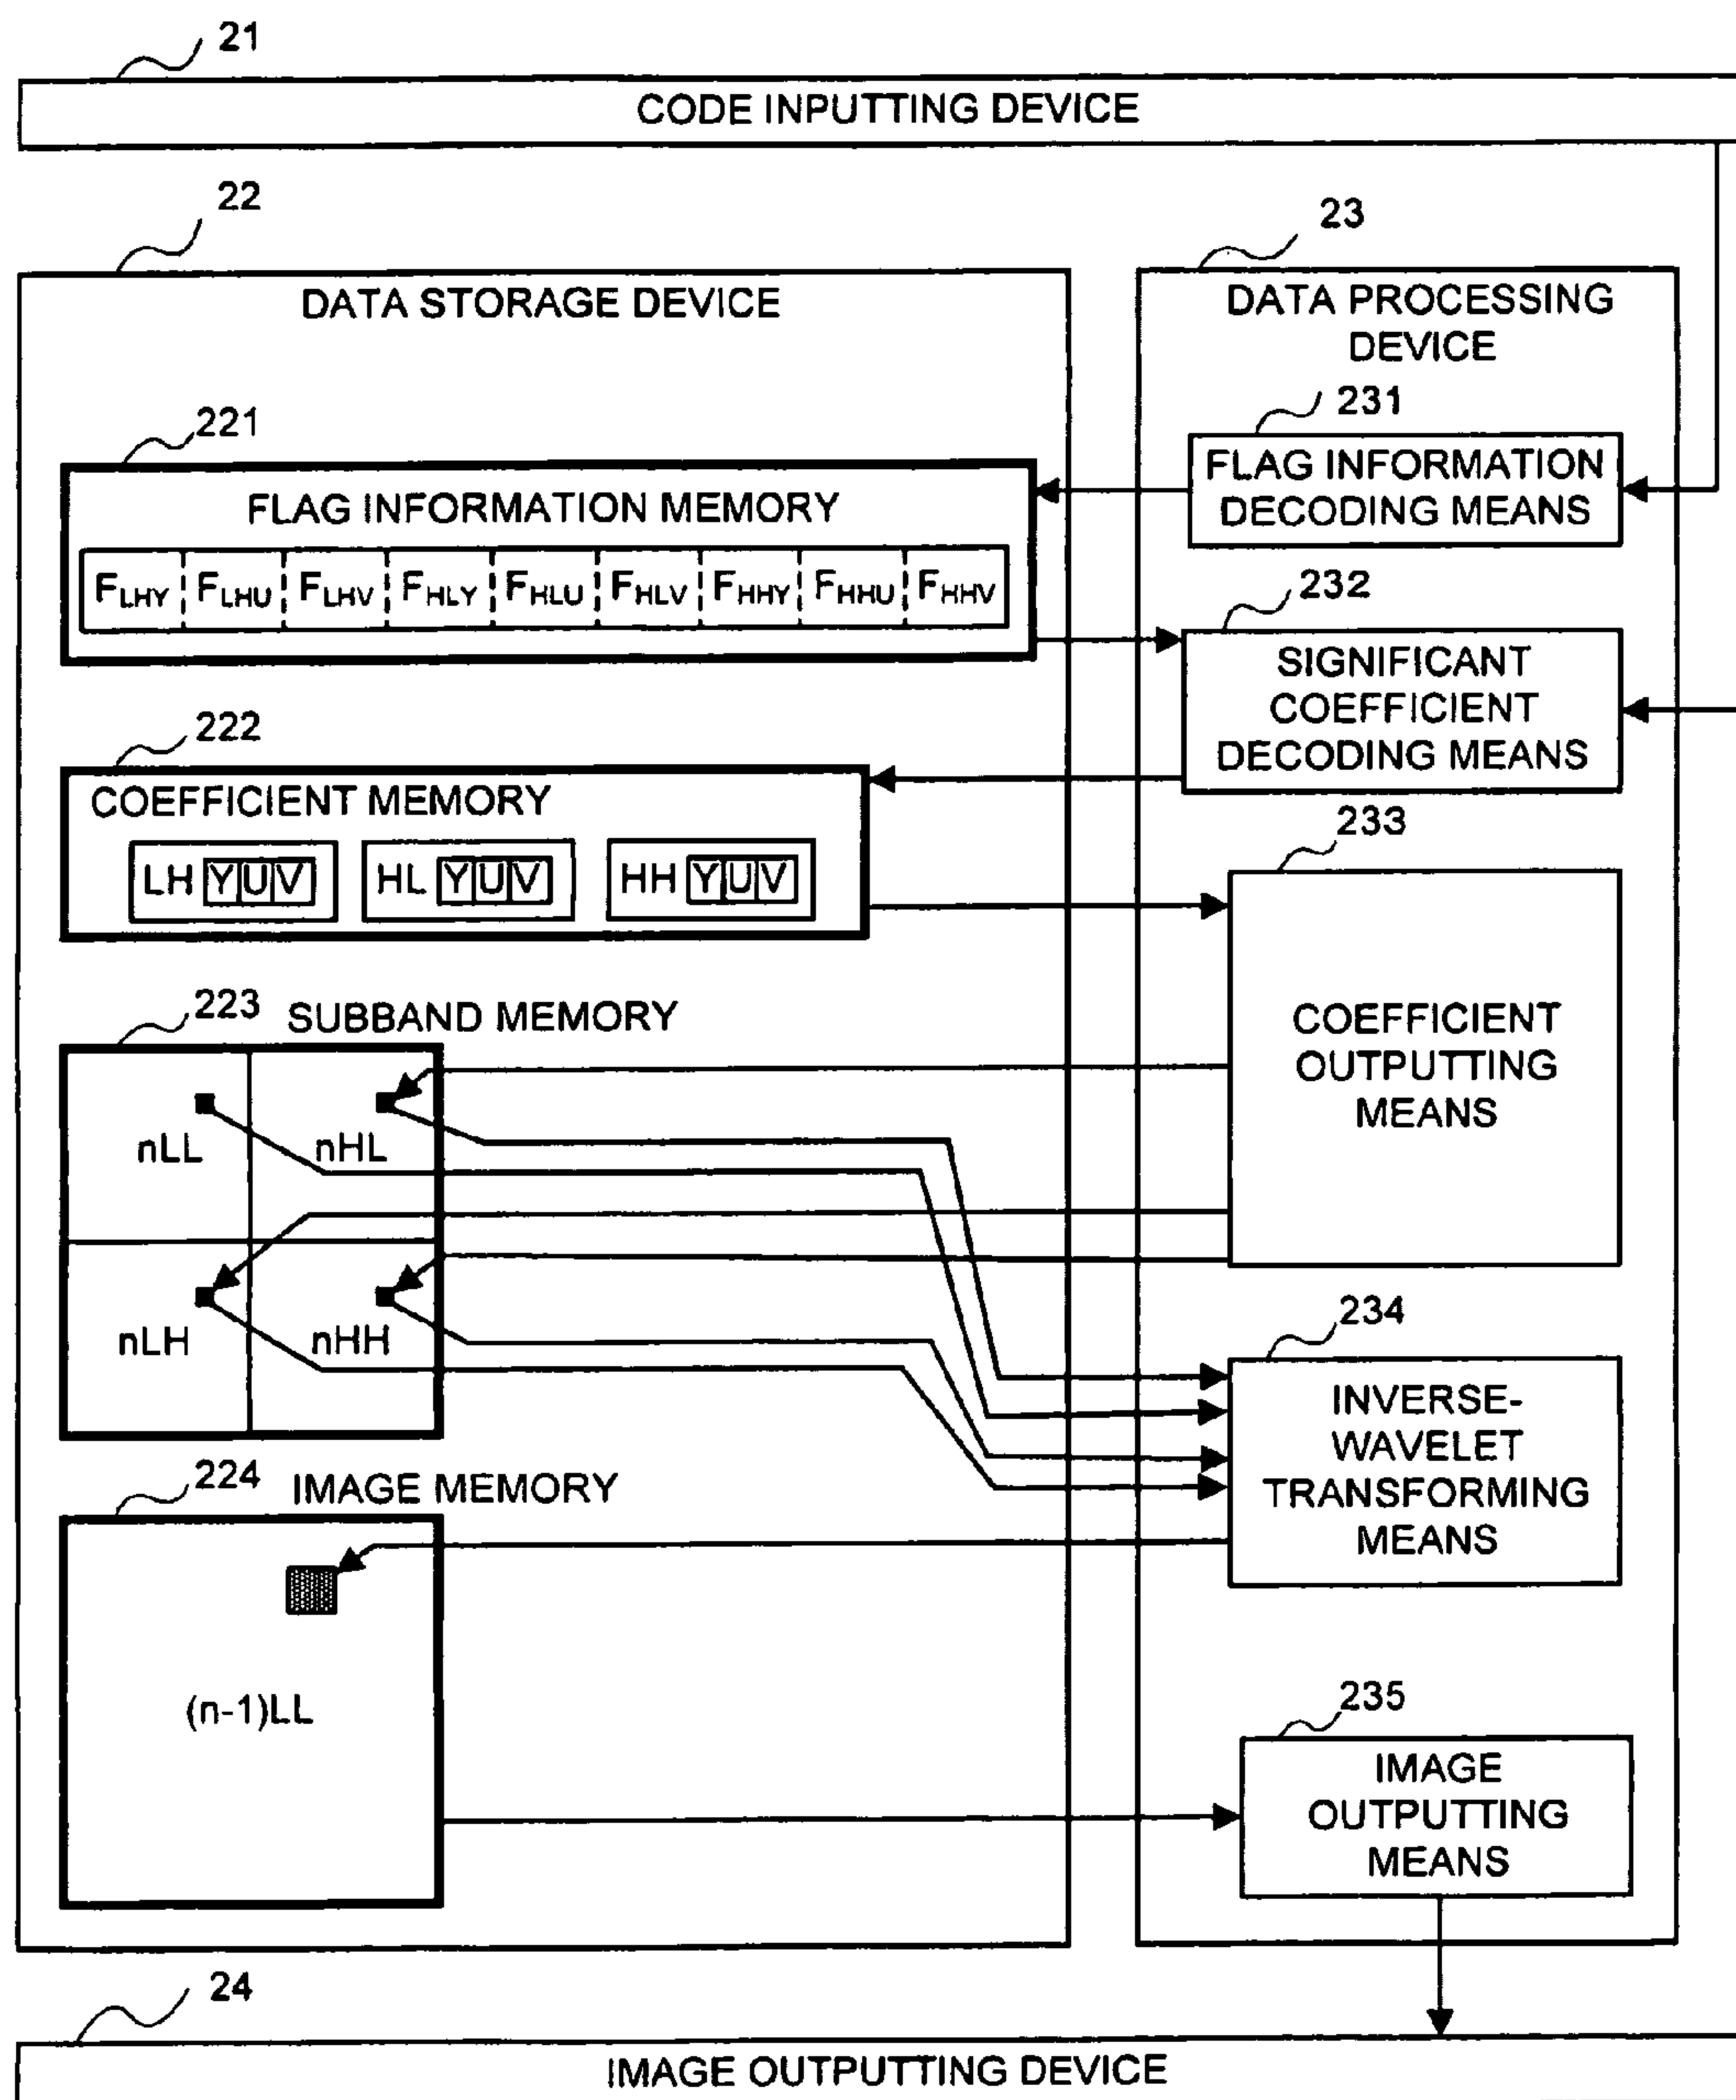 21
CODE INPUTTING DEVICE
22
23
DATA STORAGE DEVICE
DATA PROCESSING
DEVICE
221
231
FLAG INFORMATION MEMORY
FLAG INFORMATION
DECODING MEANS
FLHY FLHU FLHV FHLY FHLU FHLV FHHY FHHU FHHV
232
SIGNIFICANT
COEFFICIENT
DECODING MEANS
222
COEFFICIENT MEMORY
LH Y U V HL Y U V HH Y U V
233
COEFFICIENT
OUTPUTTING
MEANS
223
SUBBAND MEMORY
nLL nHL
nLH nHH
234
INVERSE-
WAVELET
TRANSFORMING
MEANS
224
IMAGE MEMORY
(n-1)LL
235
IMAGE
OUTPUTTING
MEANS
24
IMAGE OUTPUTTING DEVICE